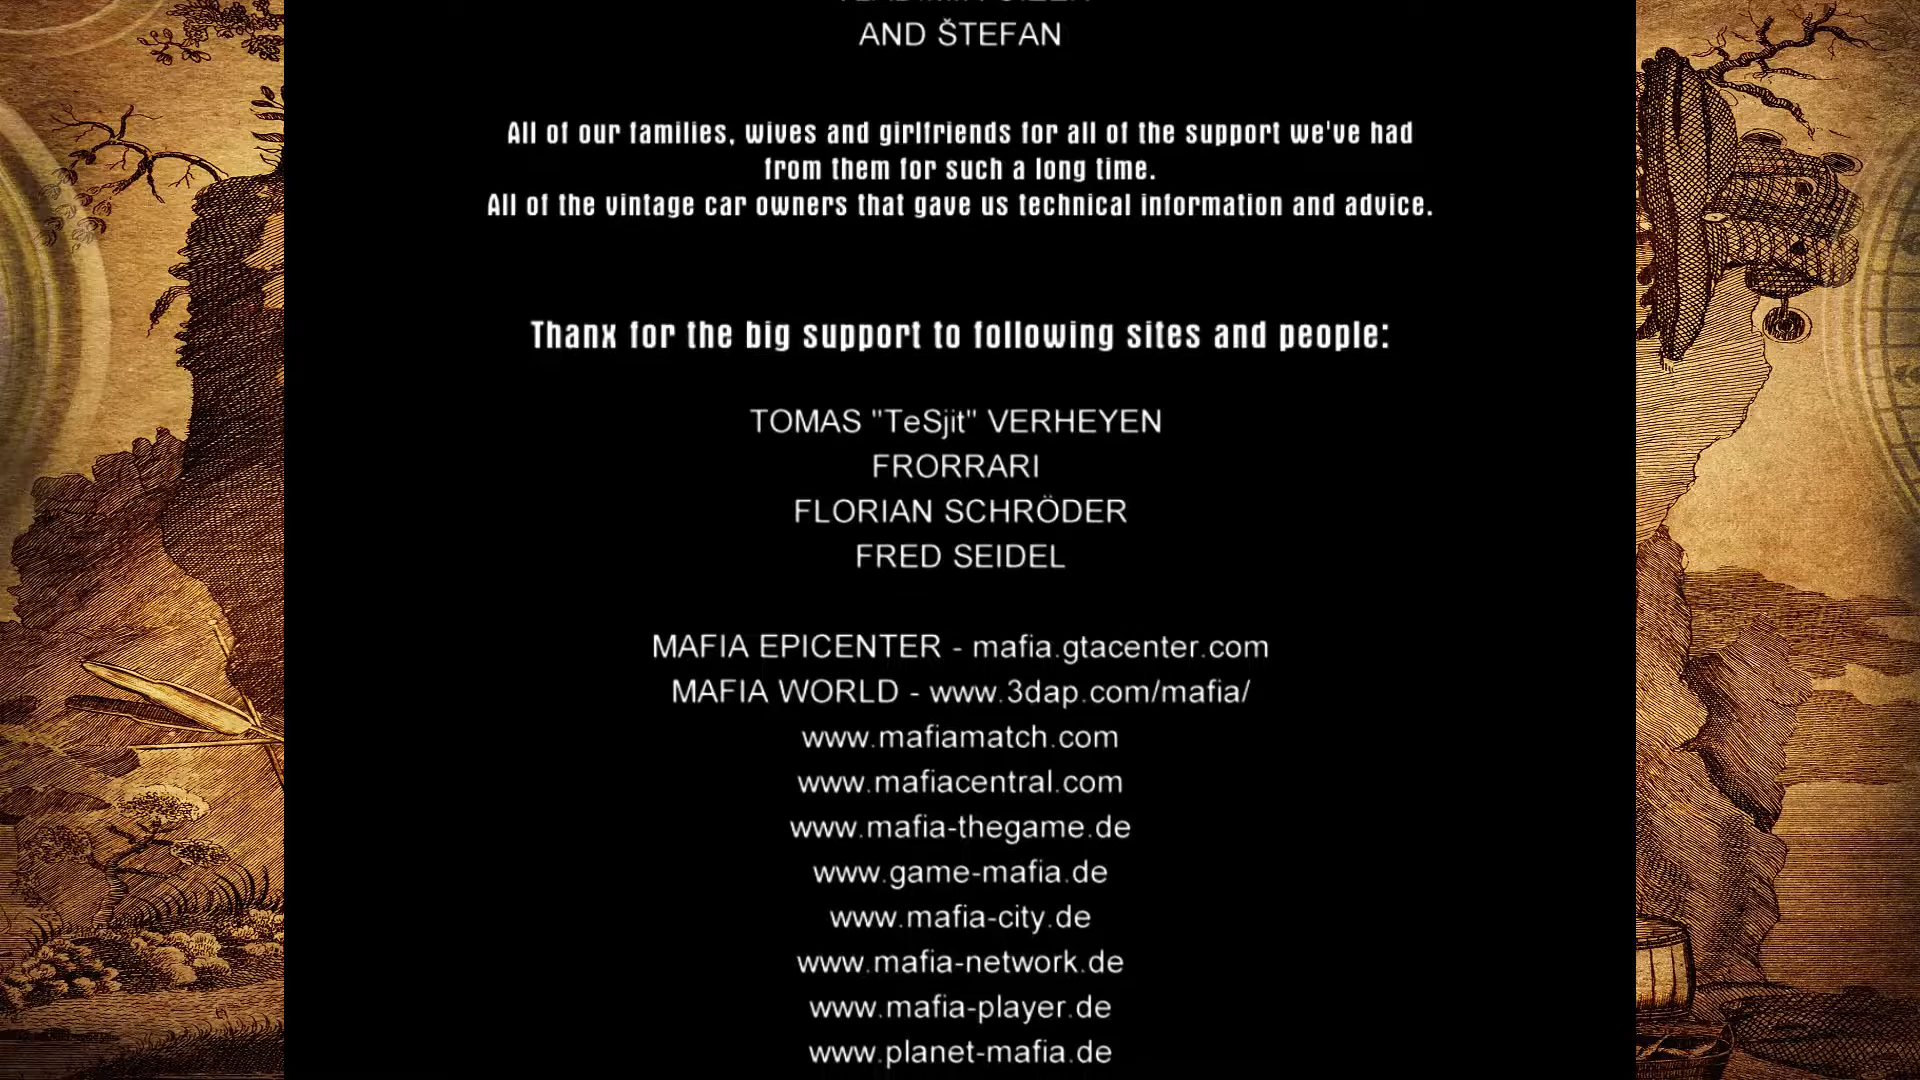 AND ŠTEFAN
All of our families, wives and girlfriends for all of the support we've had
from them for such a long time.
All of the vintage car owners that gave us technical information and advice.
Thanx for the big support to following sites and people:
TOMAS "TeSjit" VERHEYEN
FRORRARI
FLORIAN SCHRÖDER
FRED SEIDEL
MAFIA EPICENTER - mafia.gtacenter.com
MAFIA WORLD - www.3dap.com/mafia/
www.mafiamatch.com
www.mafiacentral.com
www.mafia-thegame.de
www.game-mafia.de
www.mafia-city.de
www.mafia-network.de
www.mafia-player.de
www.planet-mafia.de